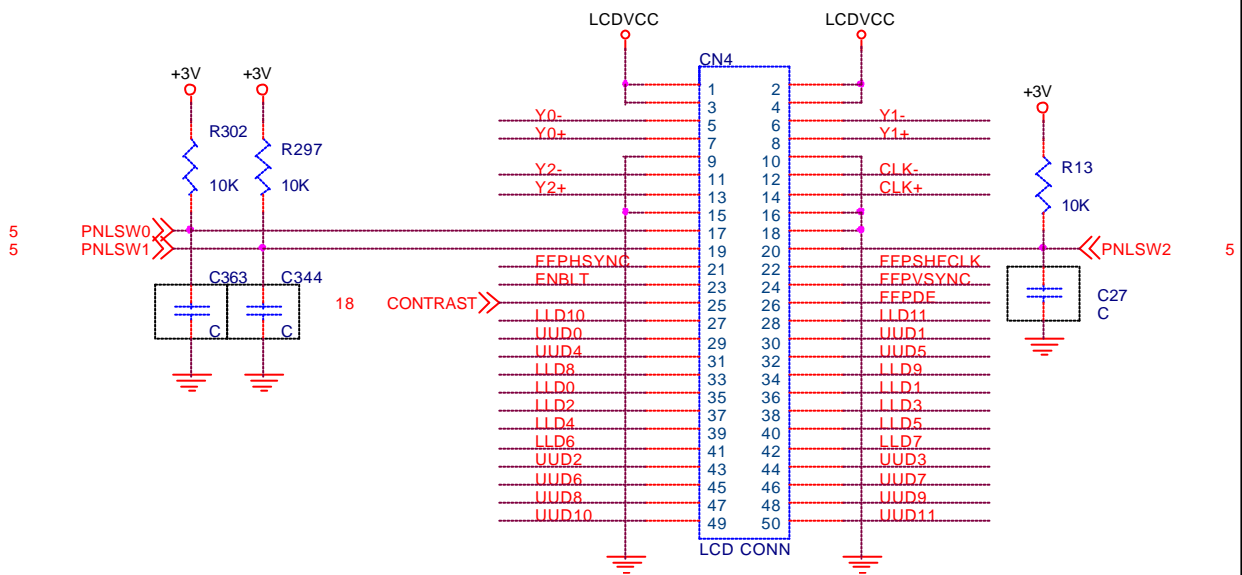 LCDVCC LCDVCC
CN4
+3V +3V +3V
1 2
3 4
Y0- 5 6 Y1-
Y0+ 7 8 Y1+
R302 R297 R13
10K 10K 10K
9 10
Y2- 11 12 CLK-
Y2+ 13 14 CLK+
15 16
5 PNLSW0 17 18
5 PNLSW1 19 20 PNLSW2 5
FFPHSYNC 21 22 FFPSHFCLK
C363 C344 C27
C C C
ENBLT 23 24 FFPVSYNC
18 CONTRAST 25 26 FFPDE
LLD10 27 28 LLD11
UUD0 29 30 UUD1
UUD4 31 32 UUD5
LLD8 33 34 LLD9
LLD0 35 36 LLD1
LLD2 37 38 LLD3
LLD4 39 40 LLD5
LLD6 41 42 LLD7
UUD2 43 44 UUD3
UUD6 45 46 UUD7
UUD8 47 48 UUD9
UUD10 49 50 UUD11
LCD CONN